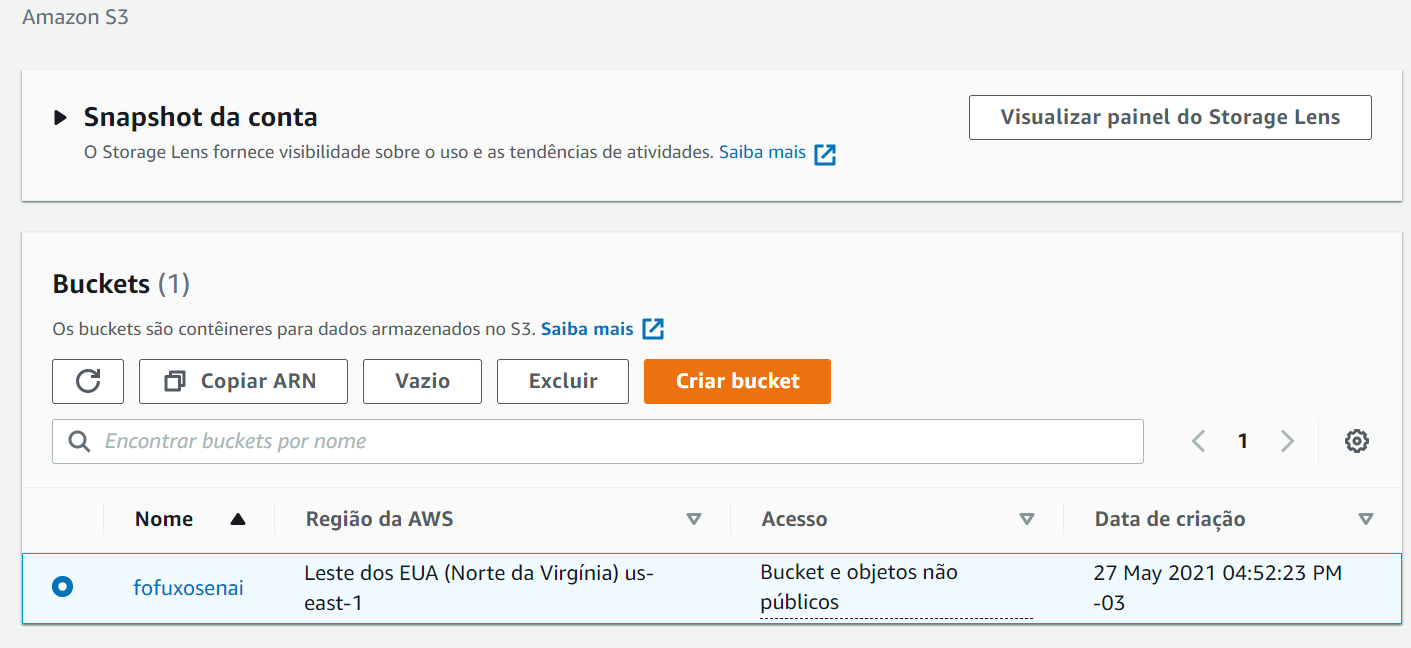 Amazon S3
Snapshot da conta
Visualizar painel do Storage Lens
O Storage Lens fornece visibilidade sobre o uso e as tendências de atividades. Saiba mais
Buckets (1)
Os buckets são contêineres para dados armazenados no S3. Saiba mais
Copiar ARN Vazio Excluir Criar bucket
Encontrar buckets por nome 1
Nome Região da AWS Acesso Data de criação
fofuxosenai
Leste dos EUA (Norte da Virgínia) us-
east-1
Bucket e objetos não
públicos
27 May 2021 04:52:23 PM
-03